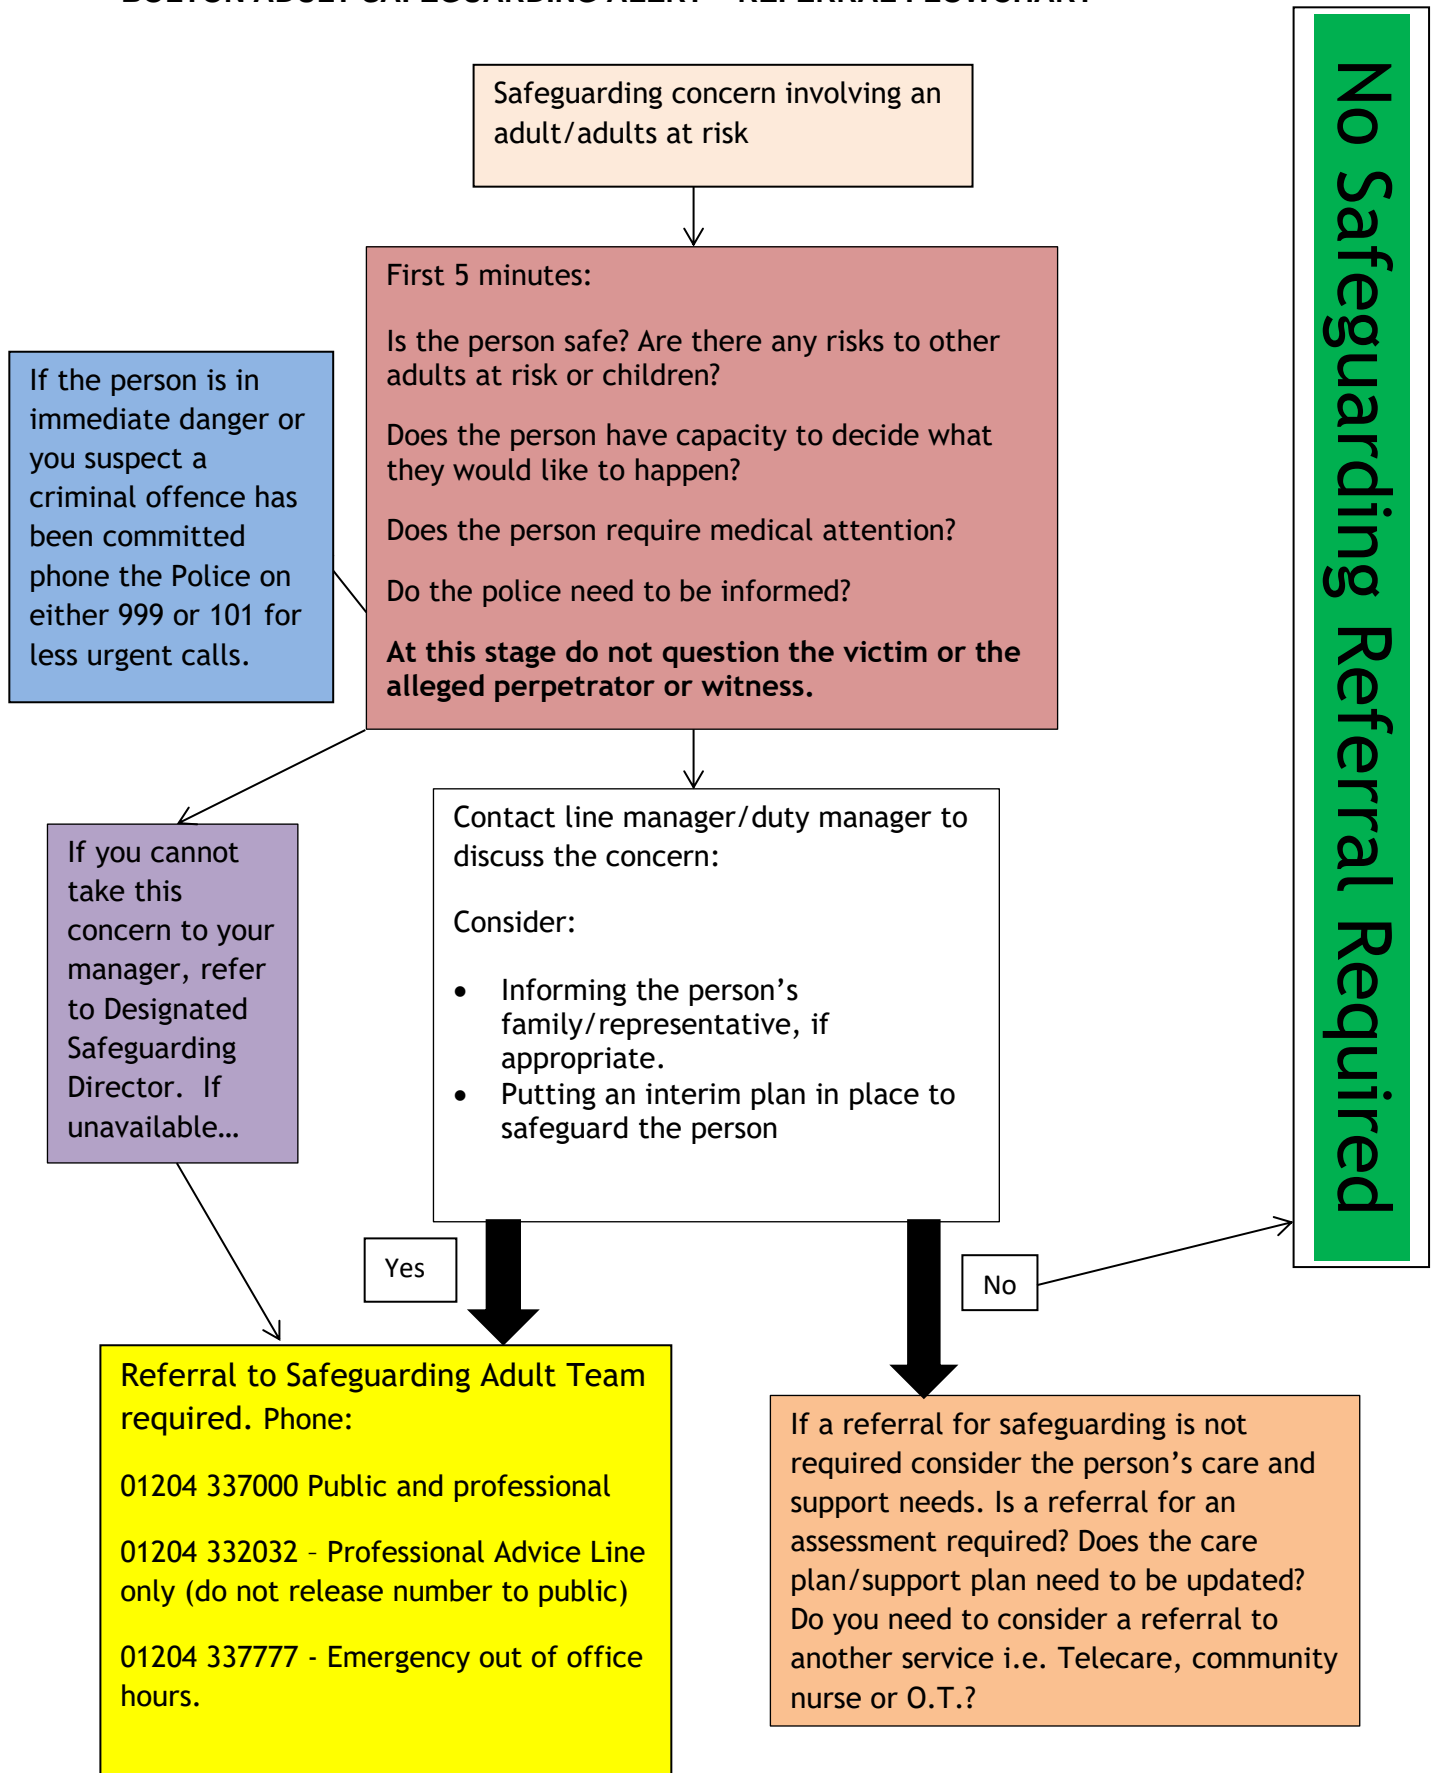 BOLTON ADULT SAFEGUARDING ALERT – REFERRAL FLOWCHART
Safeguarding concern involving an
adult/adults at risk
First 5 minutes:
Is the person safe? Are there any risks to other
adults at risk or children?
Does the person have capacity to decide what
they would like to happen?
Does the person require medical attention?
Do the police need to be informed?
At this stage do not question the victim or the
alleged perpetrator or witness.
If the person is in
immediate danger or
you suspect a
criminal offence has
been committed
phone the Police on
either 999 or 101 for
less urgent calls.
If you cannot
take this
concern to your
manager, refer
to Designated
Safeguarding
Director.  If
unavailable…
Contact line manager/duty manager to
discuss the concern:
Consider:
• Informing the person’s
family/representative, if
appropriate.
• Putting an interim plan in place to
safeguard the person
Yes
No
No Safeguarding Referral Required
Referral to Safeguarding Adult Team
required. Phone:
01204 337000 Public and professional
01204 332032 – Professional Advice Line
only (do not release number to public)
01204 337777 - Emergency out of office
hours.
If a referral for safeguarding is not
required consider the person’s care and
support needs. Is a referral for an
assessment required? Does the care
plan/support plan need to be updated?
Do you need to consider a referral to
another service i.e. Telecare, community
nurse or O.T.?